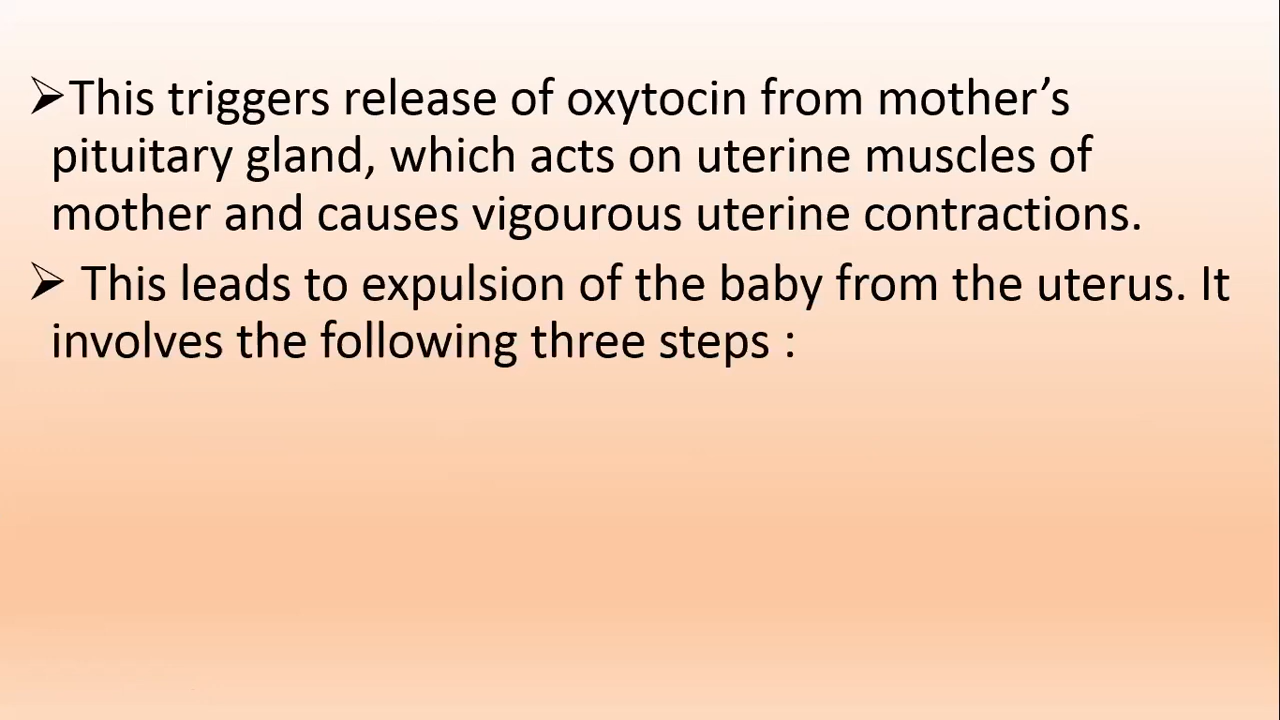 ➢This triggers release of oxytocin from mother’s
pituitary gland, which acts on uterine muscles of
mother and causes vigourous uterine contractions.
➢ This leads to expulsion of the baby from the uterus. It
involves the following three steps :